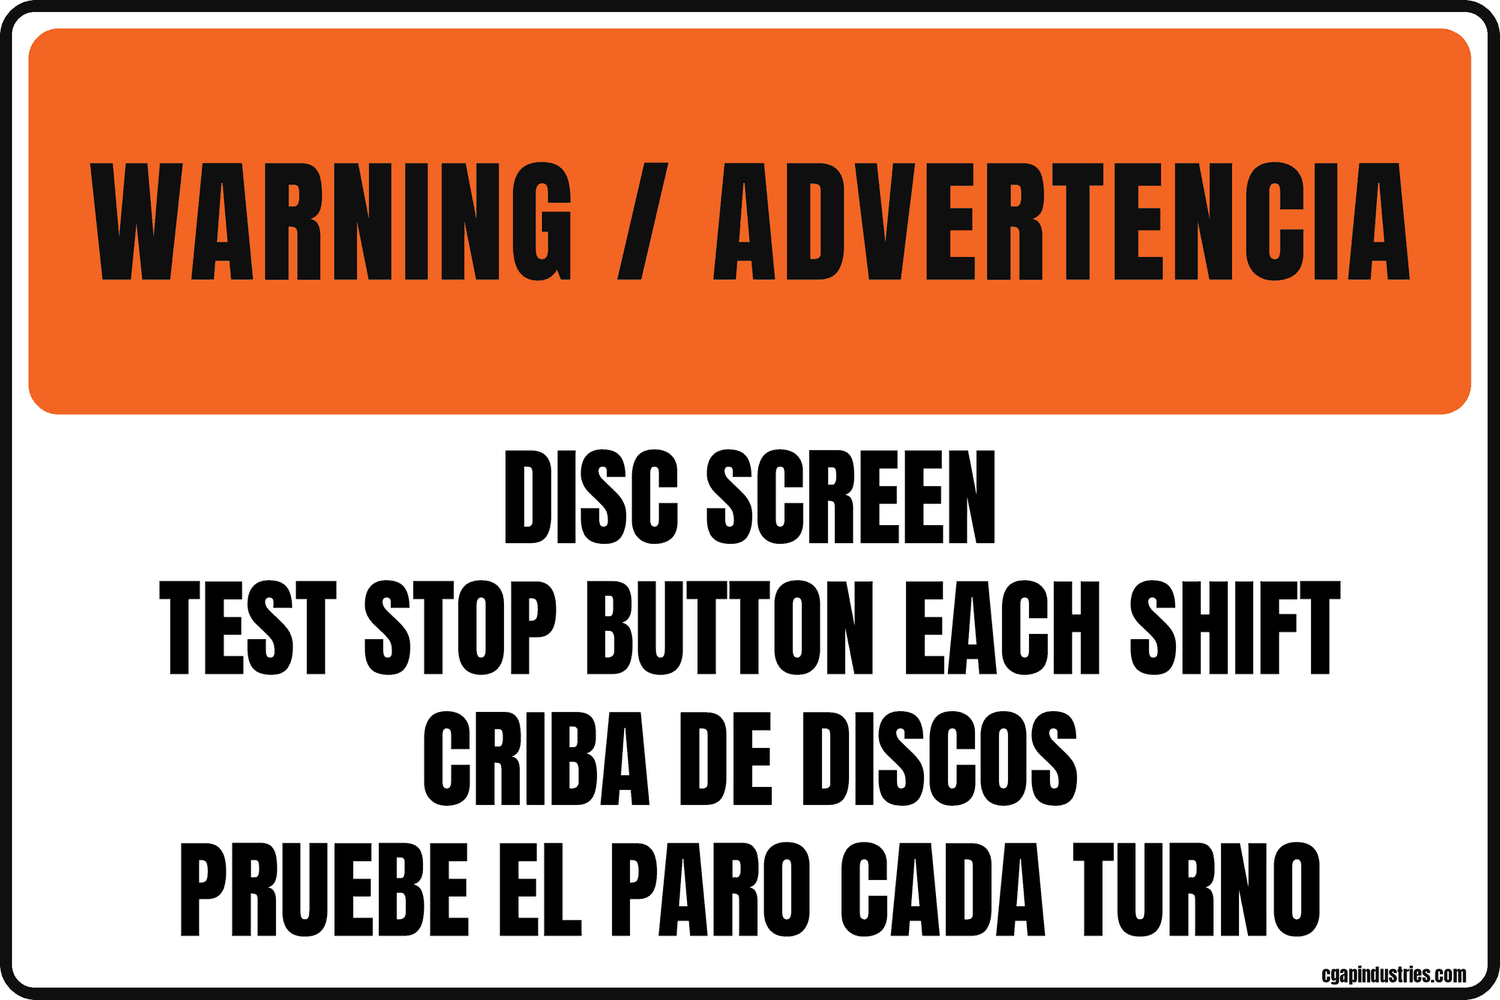 WARNING / ADVERTENCIA
DISC SCREEN
TEST STOP BUTTON EACH SHIFT
CRIBA DE DISCOS
PRUEBE EL PARO CADA TURNO
cgapindustries.com